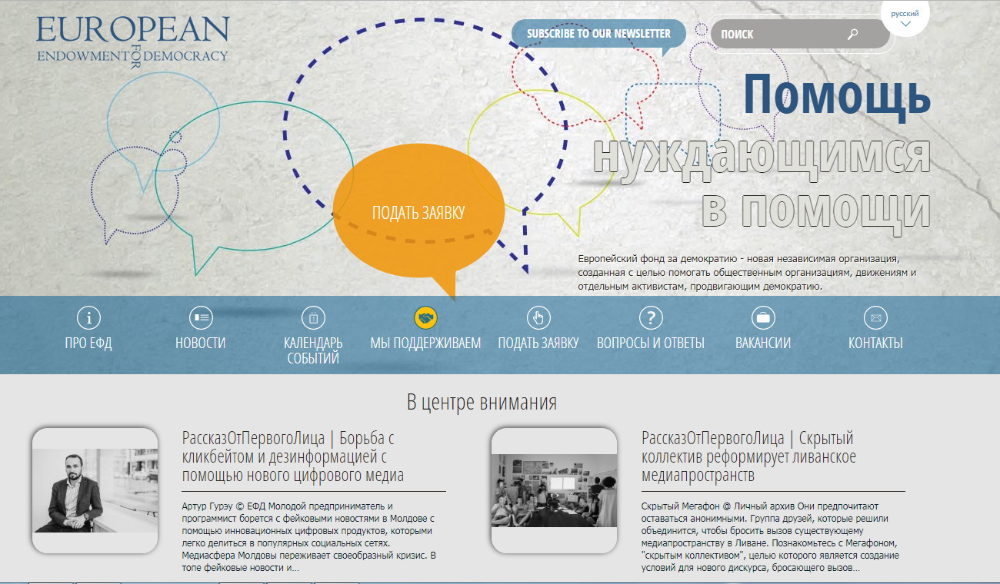 EUROPEAN
ENDOWMENT FOR DEMOCRACY
SUBSCRIBE TO OUR NEWSLETTER
ПОИСК
русский
Помощь
нуждающимся
в помощи
ПОДАТЬ ЗАЯВКУ
Европейский фонд за демократию - новая независимая организация,
созданная с целью помогать общественным организациям, движениям и
отдельным активистам, продвигающим демократию.
ПРО ЕФД
НОВОСТИ
КАЛЕНДАРЬ
СОБЫТИЙ
МЫ ПОДДЕРЖИВАЕМ
ПОДАТЬ ЗАЯВКУ
ВОПРОСЫ И ОТВЕТЫ
ВАКАНСИИ
КОНТАКТЫ
В центре внимания
РассказОтПервогоЛица | Борьба с
кликбейтом и дезинформацией с
помощью нового цифрового медиа
Артур Гурэу © ЕФД Молодой предприниматель и
программист борется с фейковыми новостями в Молдове с
помощью инновационных цифровых продуктов, которыми
легко делиться в популярных социальных сетях.
Медиасфера Молдовы переживает своеобразный кризис. В
топе фейковые новости и...
РассказОтПервогоЛица | Скрытый
коллектив реформирует ливанское
медиапространств
Скрытый Мегафон @ Личный архив Они предпочитают
оставаться анонимными. Группа друзей, которые решили
объединится, чтобы бросить вызов существующему
медиапространству в Ливане. Познакомьтесь с Мегафоном,
"скрытым коллективом", целью которого является создание
условий для нового дискурса, бросающего вызов...